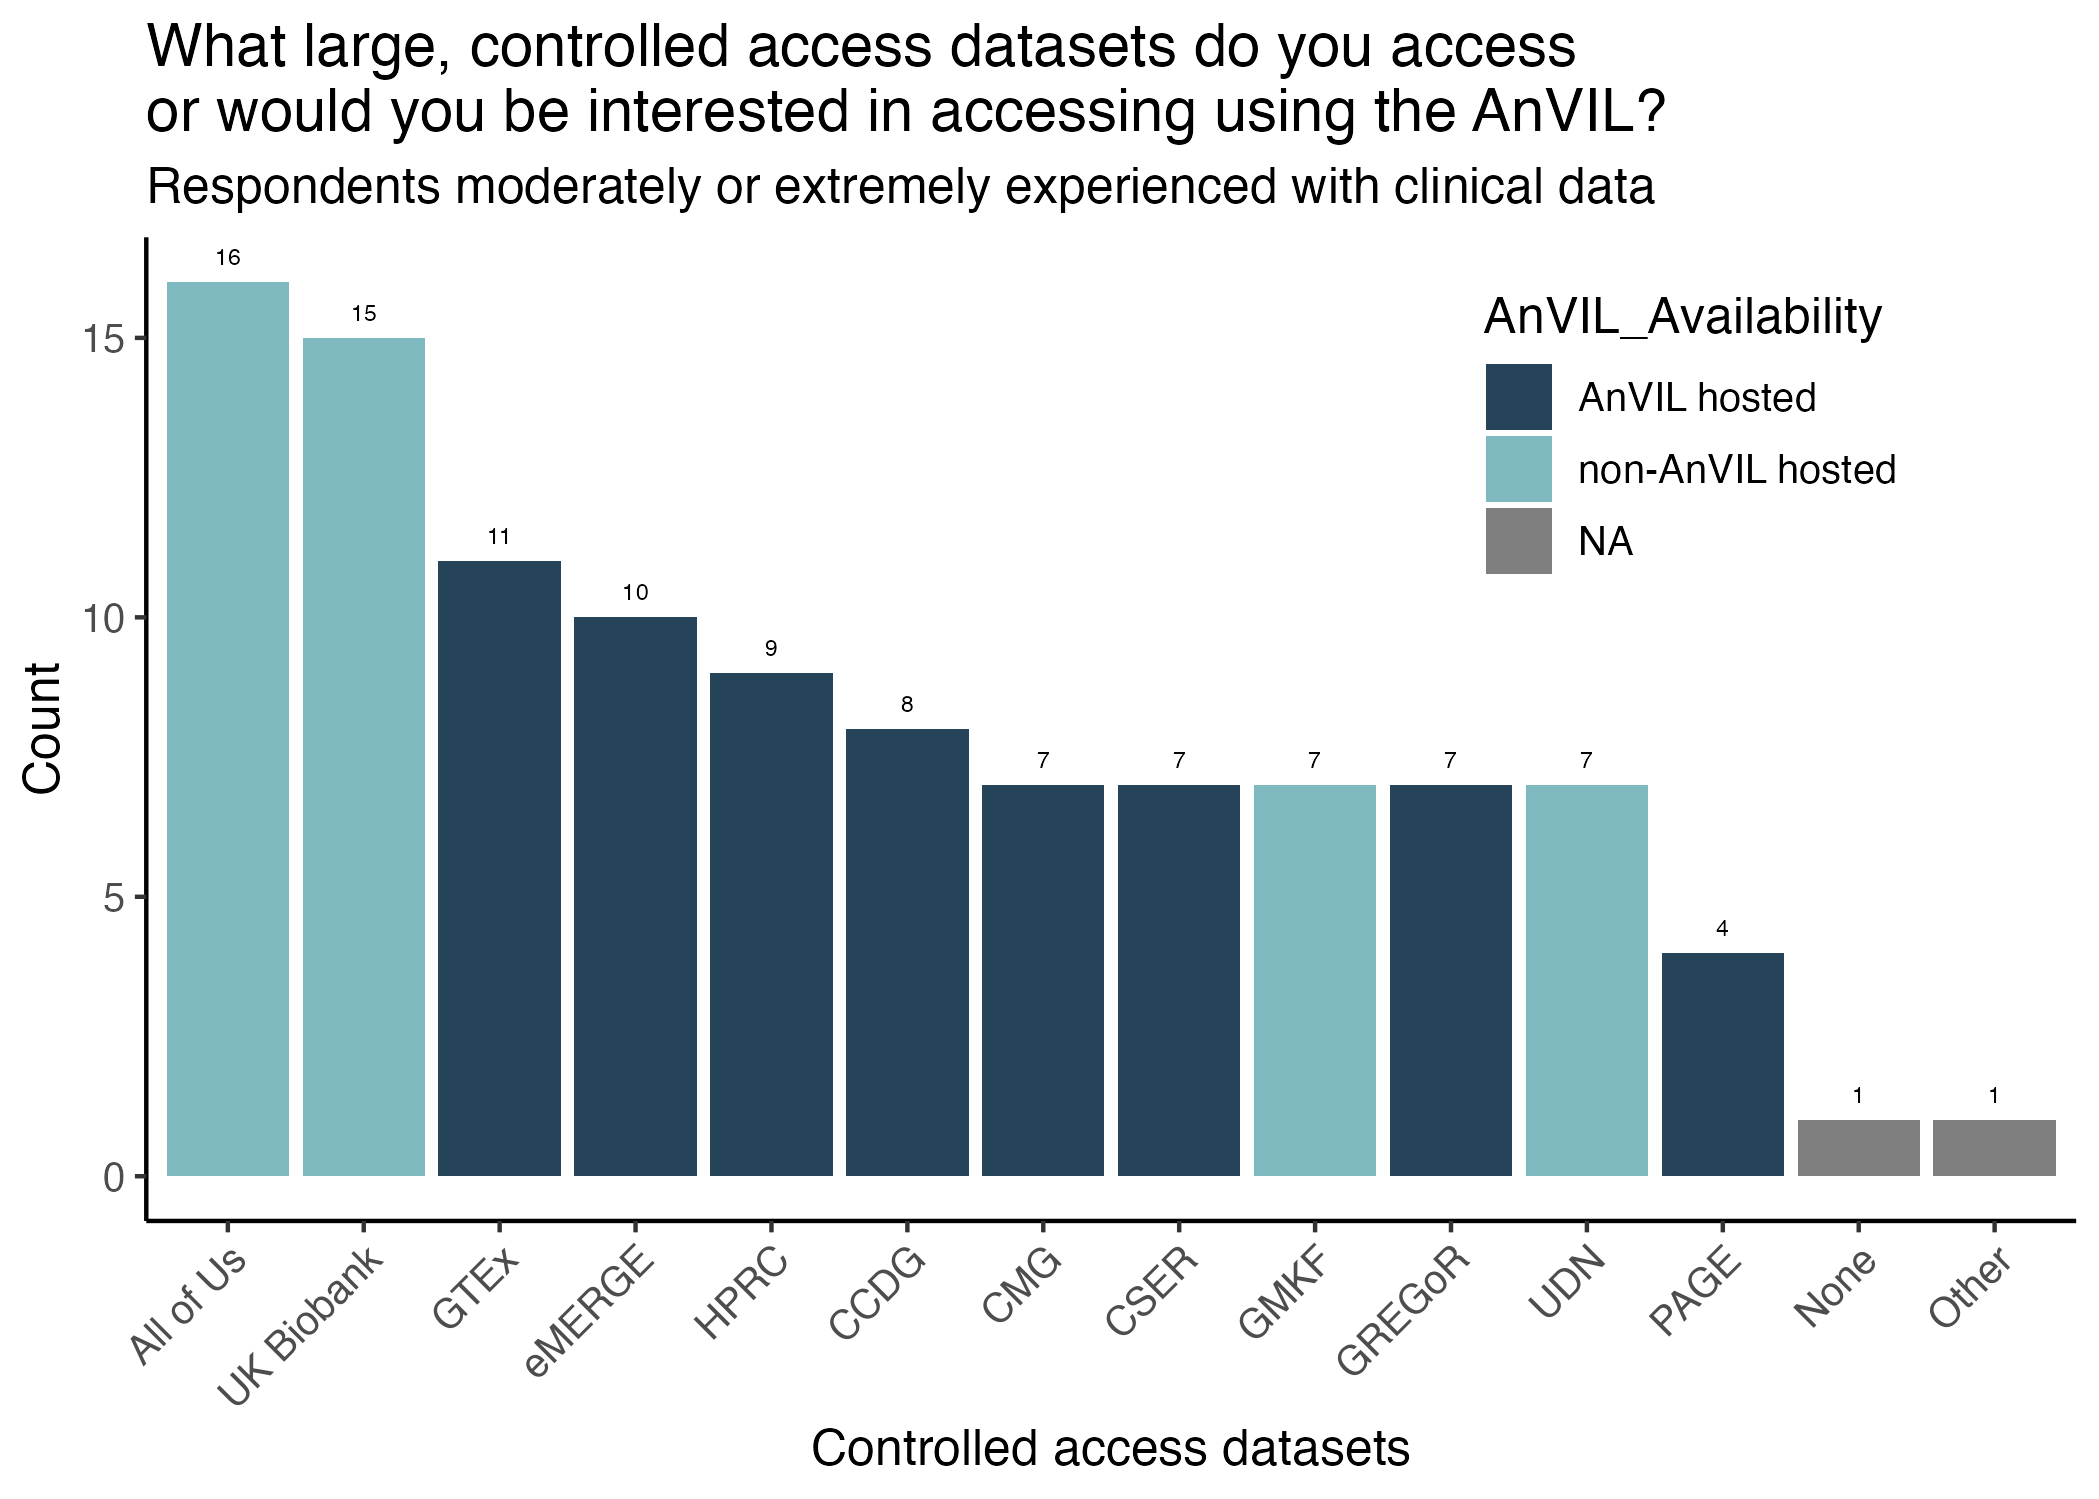 What large, controlled access datasets do you access
or would you be interested in accessing using the AnVIL?
Respondents moderately or extremely experienced with clinical data
16
15
11
10
9
8
7
7
7
7
7
4
1
1
AnVIL_Availability
AnVIL hosted
non-AnVIL hosted
NA
15
10
5
0
Count
All of Us
UK Biobank
GTEx
eMERGE
HPRC
CCDG
CMG
CSER
GMKF
GREGoR
UDN
PAGE
None
Other
Controlled access datasets